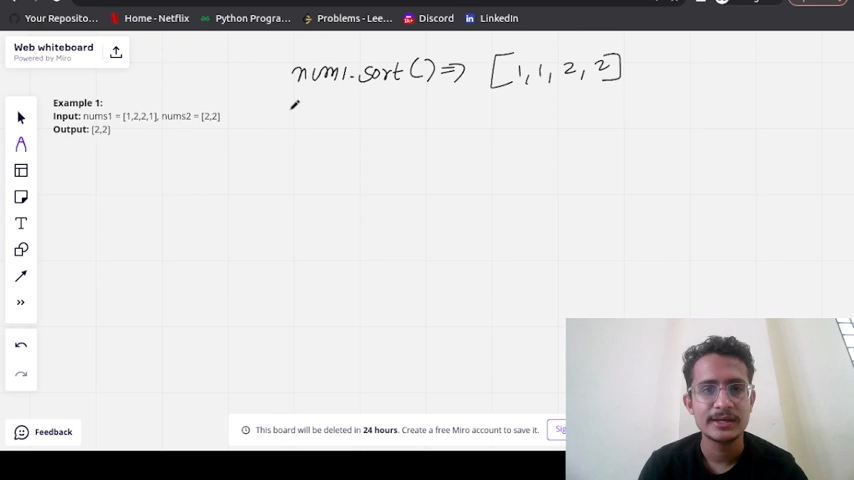 Your Reposito...
Home - Netflix
Python Progra...
Problems - Lee...
Discord
LinkedIn
Web whiteboard
Powered by Miro
num1.sort() => [1, 1, 2, 2]
Example 1:
Input: nums1 = [1,2,2,1], nums2 = [2,2]
Output: [2,2]
T
Feedback
This board will be deleted in 24 hours. Create a free Miro account to save it.